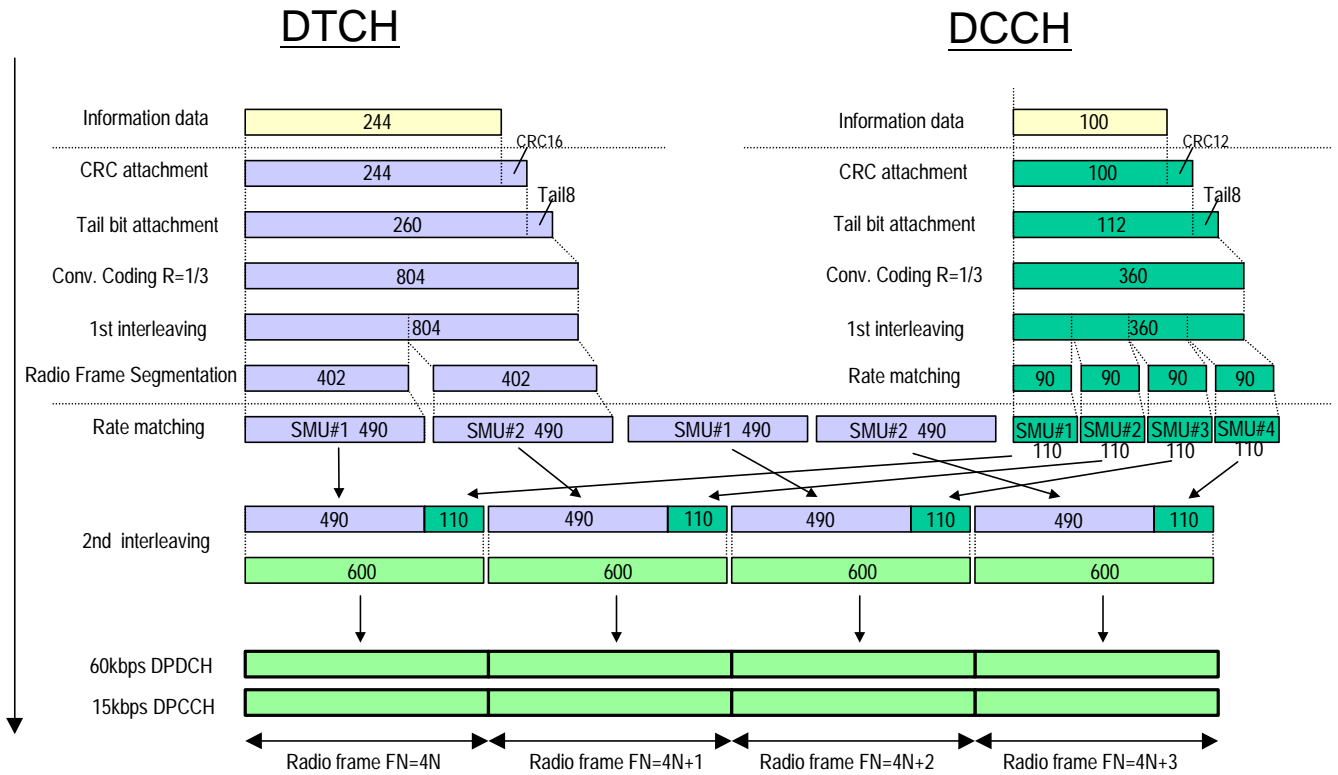 DTCH DCCH
Information data 244 Information data 100
CRC16 CRC12
CRC attachment 244 CRC attachment 100
Tail8 Tail8
Tail bit attachment 260 Tail bit attachment 112
Conv. Coding R=1/3 804 Conv. Coding R=1/3 360
1st interleaving 804 1st interleaving 360
Radio Frame Segmentation 402 402 Rate matching 90 90 90 90
Rate matching SMU#1 490 SMU#2 490 SMU#1 490 SMU#2 490 SMU#1 SMU#2 SMU#3 SMU#4
110 110 110 110
490 110 490 110 490 110 490 110
2nd interleaving
600 600 600 600
60kbps DPDCH
15kbps DPCCH
Radio frame FN=4N Radio frame FN=4N+1 Radio frame FN=4N+2 Radio frame FN=4N+3